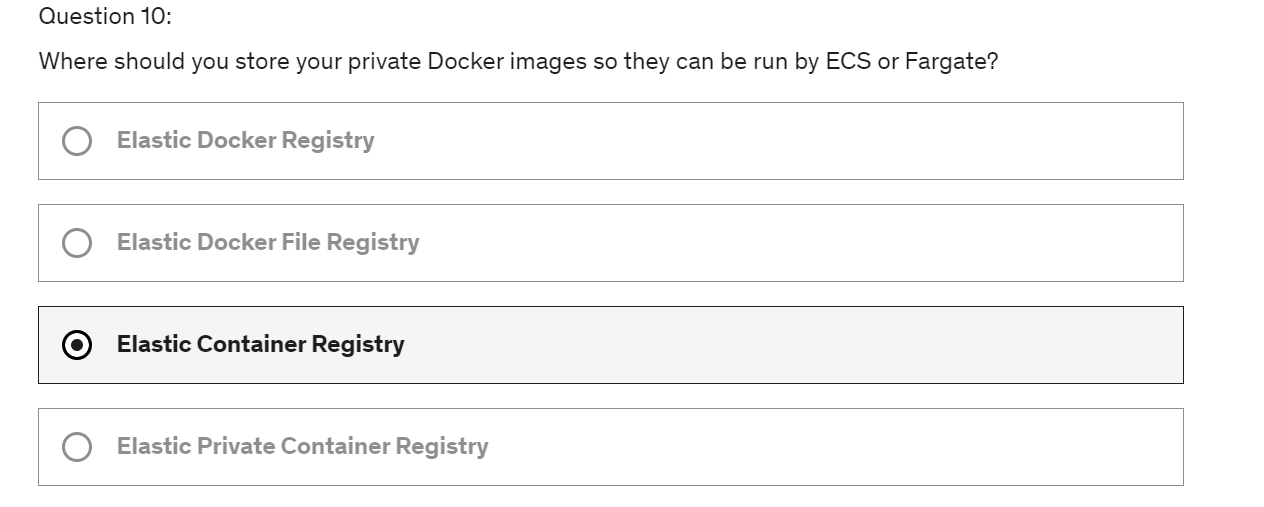 Question 10:
Where should you store your private Docker images so they can be run by ECS or Fargate?
Elastic Docker Registry
Elastic Docker File Registry
Elastic Container Registry
Elastic Private Container Registry